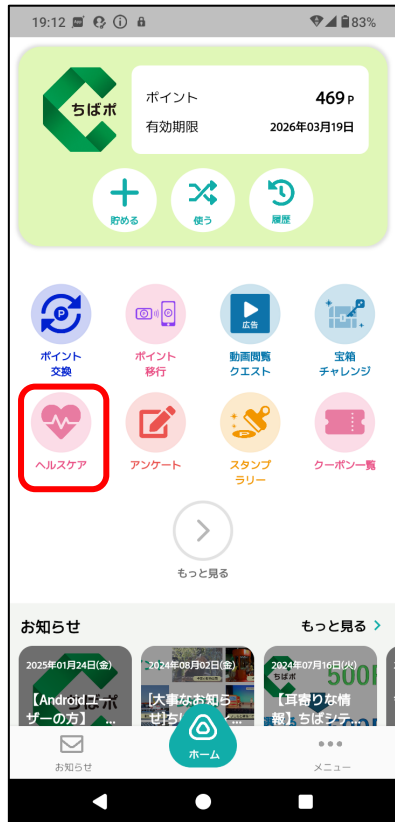 19:12
83%
ちばポ
ポイント
469 P
有効期限
2026年03月19日
貯める
使う
履歴
P
広告
ポイント
交換
ポイント
移行
動画閲覧
クエスト
宝箱
チャレンジ
ヘルスケア
アンケート
スタンプ
ラリー
クーポン一覧
もっと見る
お知らせ
もっと見る
2025年01月24日(金)
【Androidユー
ザーの方】 ...
2024年08月02日(金)
【大事なお知ら
せ】ち
2024年07月16日(火)
ちばポ
500
【耳寄りな情
報】ちばシテ...
お知らせ
ホーム
メニュー